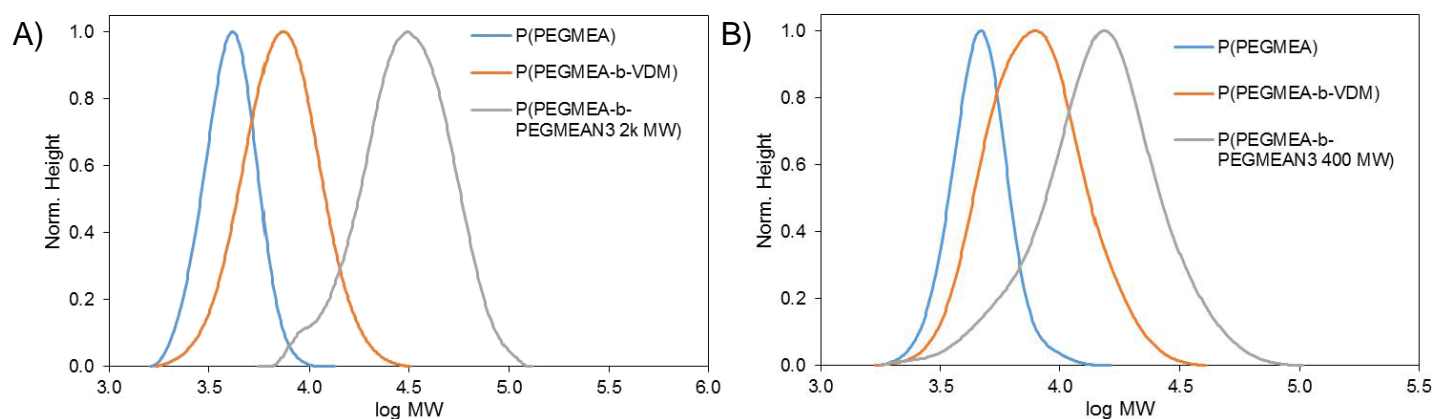 A)
Norm. Height
1.0
0.8
0.6
0.4
0.2
0.0
3.0 3.5 4.0 4.5 5.0 5.5 6.0
log MW
P(PEGMEA)
P(PEGMEA-b-VDM)
P(PEGMEA-b-
PEGMEAN3 2k MW)
B)
Norm. Height
1.0
0.8
0.6
0.4
0.2
0.0
3.0 3.5 4.0 4.5 5.0 5.5
log MW
P(PEGMEA)
P(PEGMEA-b-VDM)
P(PEGMEA-b-
PEGMEAN3 400 MW)